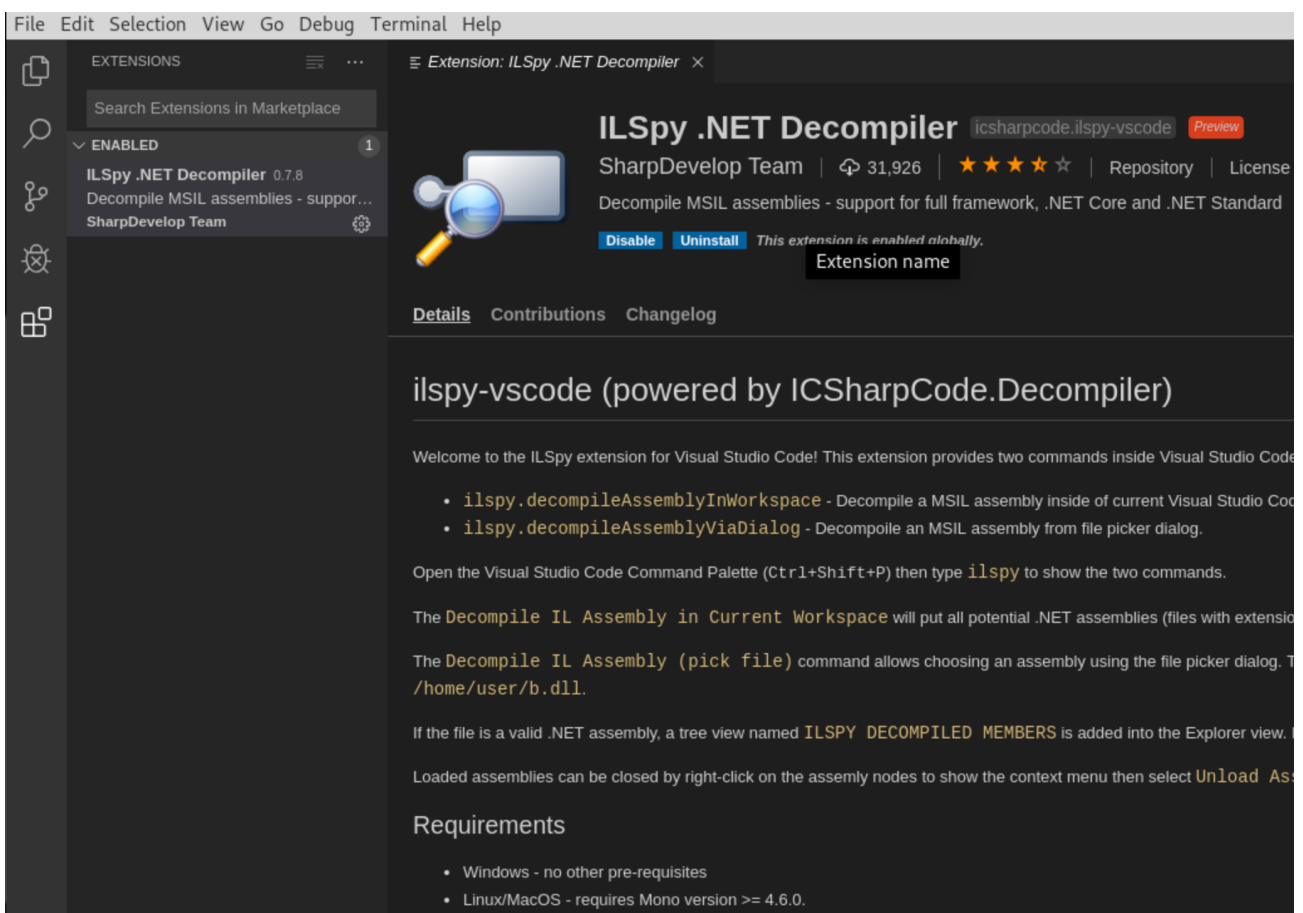 File Edit Selection View Go Debug Terminal Help
EXTENSIONS
Search Extensions in Marketplace
ENABLED 1
ILSpy .NET Decompiler 0.7.8
Decompile MSIL assemblies - suppor...
SharpDevelop Team
Extension: ILSpy .NET Decompiler
ILSpy .NET Decompiler icsharpcode.ilspy-vscode Preview
SharpDevelop Team | 31,926 | Repository | License
Decompile MSIL assemblies - support for full framework, .NET Core and .NET Standard
Disable Uninstall This extension is enabled globally.
Extension name
Details Contributions Changelog
ilspy-vscode (powered by ICSharpCode.Decompiler)
Welcome to the ILSpy extension for Visual Studio Code! This extension provides two commands inside Visual Studio Code
• ilspy.decompileAssemblyInWorkspace - Decompile a MSIL assembly inside of current Visual Studio Coc
• ilspy.decompileAssemblyViaDialog - Decompoile an MSIL assembly from file picker dialog.
Open the Visual Studio Code Command Palette (Ctrl+Shift+P) then type ilspy to show the two commands.
The Decompile IL Assembly in Current Workspace will put all potential .NET assemblies (files with extensio
The Decompile IL Assembly (pick file) command allows choosing an assembly using the file picker dialog. T
/home/user/b.dll.
If the file is a valid .NET assembly, a tree view named ILSPY DECOMPILED MEMBERS is added into the Explorer view.
Loaded assemblies can be closed by right-click on the assemly nodes to show the context menu then select Unload Ass
Requirements
• Windows - no other pre-requisites
• Linux/MacOS - requires Mono version >= 4.6.0.